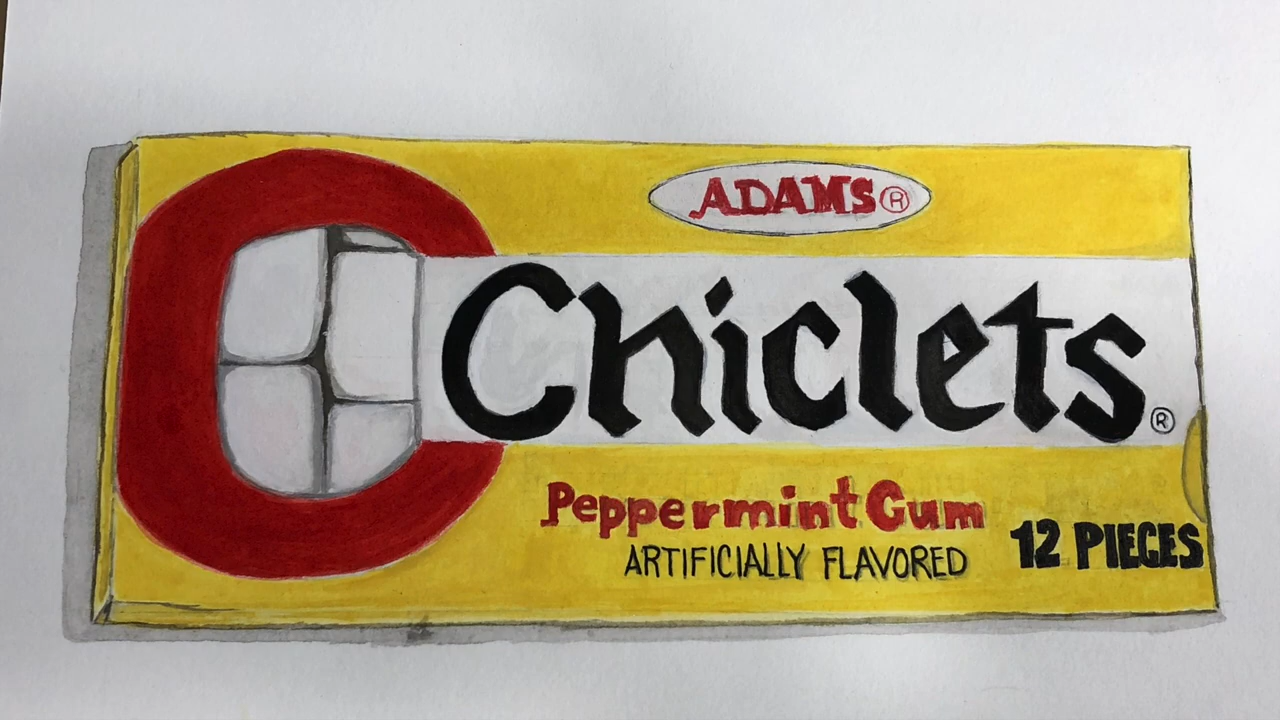 ADAMS®
Chiclets®
Peppermint Gum
ARTIFICIALLY FLAVORED
12 PIECES